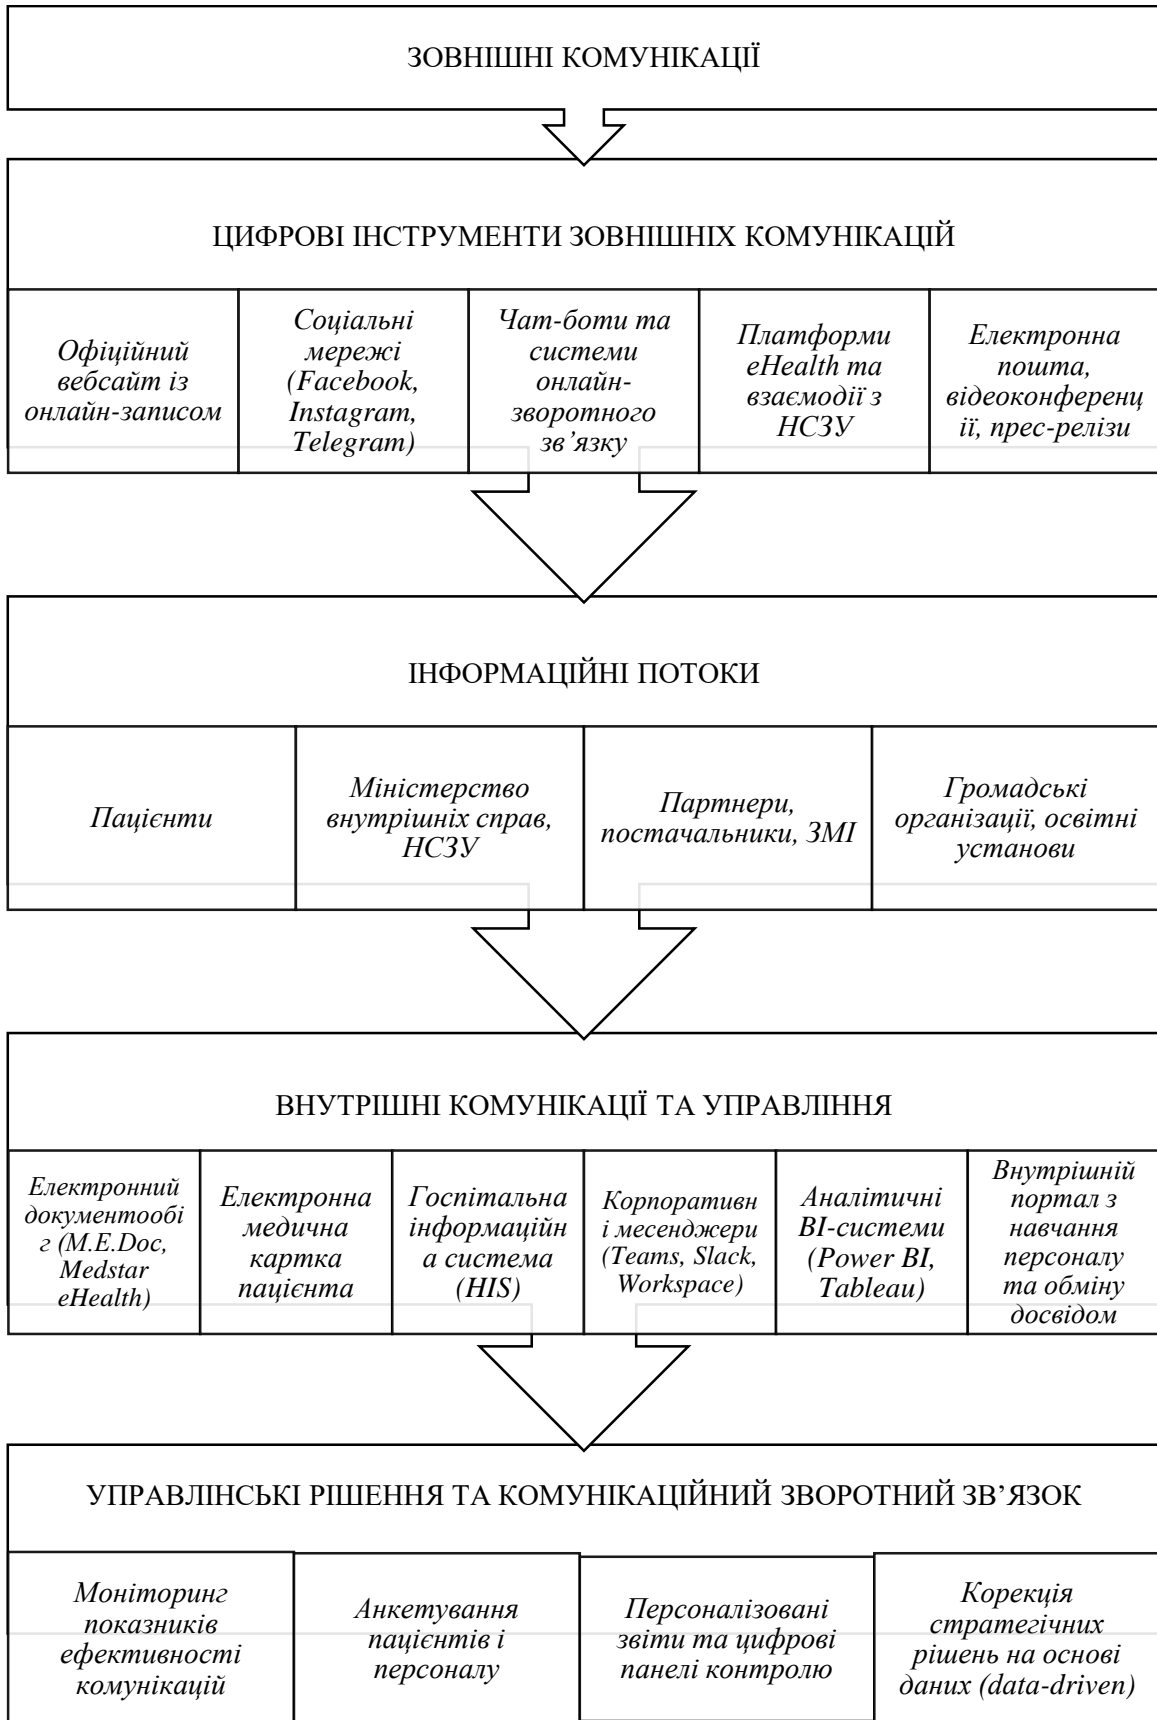 ЗОВНІШНІ КОМУНІКАЦІЇ
ЦИФРОВІ ІНСТРУМЕНТИ ЗОВНІШНІХ КОМУНІКАЦІЙ
Офіційний
вебсайт із
онлайн-записом
Соціальні
мережі
(Facebook,
Instagram,
Telegram)
Чат-боти та
системи
онлайн-
зворотного
зв’язку
Платформи
eHealth та
взаємодії з
НСЗУ
Електронна
пошта,
відеоконференц
ії, прес-релізи
ІНФОРМАЦІЙНІ ПОТОКИ
Пацієнти
Міністерство
внутрішніх справ,
НСЗУ
Партнери,
постачальники, ЗМІ
Громадські
організації, освітні
установи
ВНУТРІШНІ КОМУНІКАЦІЇ ТА УПРАВЛІННЯ
Електронний
документообі
г (M.E.Doc,
Medstar
eHealth)
Електронна
медична
картка
пацієнта
Госпітальна
інформаційн
а система
(HIS)
Корпоративн
і месенджери
(Teams, Slack,
Workspace)
Аналітичні
BI-системи
(Power BI,
Tableau)
Внутрішній
портал з
навчання
персоналу
та обміну
досвідом
УПРАВЛІНСЬКІ РІШЕННЯ ТА КОМУНІКАЦІЙНИЙ ЗВОРОТНИЙ ЗВ’ЯЗОК
Моніторинг
показників
ефективності
комунікацій
Анкетування
пацієнтів і
персоналу
Персоналізовані
звіти та цифрові
панелі контролю
Корекція
стратегічних
рішень на основі
даних (data-driven)